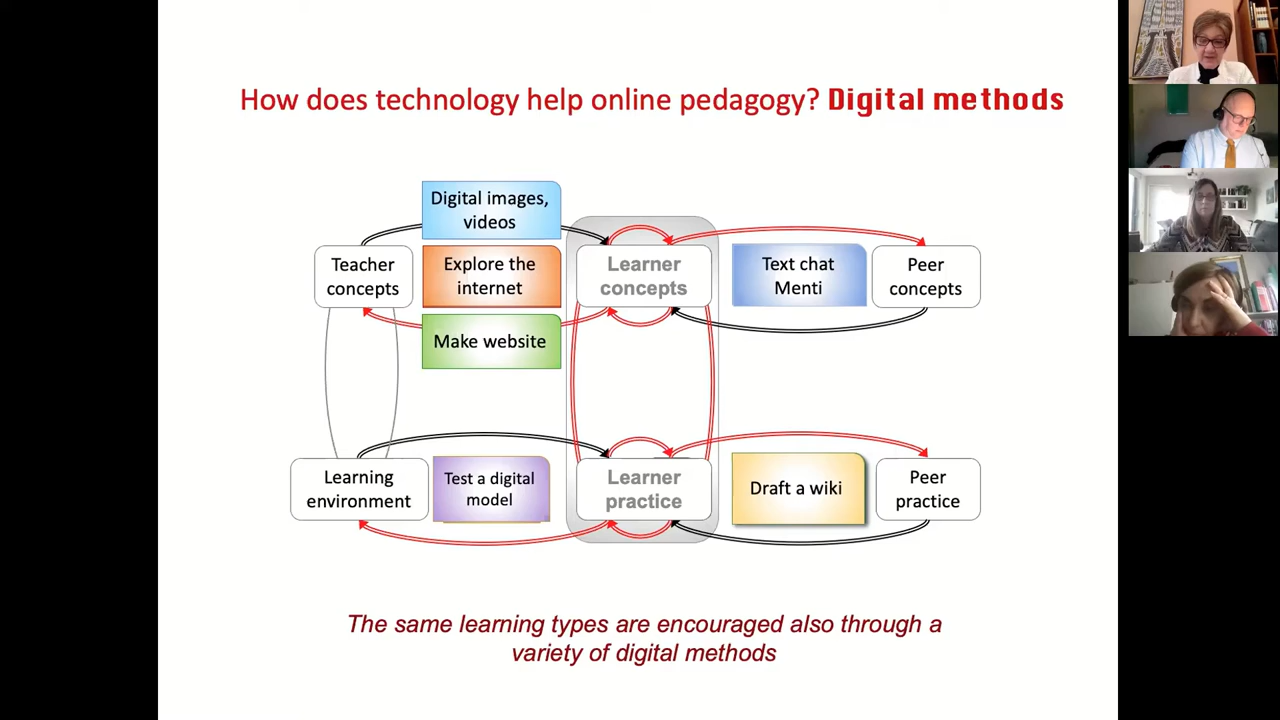 How does technology help online pedagogy? Digital methods
Digital images,
videos
Teacher
concepts
Explore the
internet
Make website
Learner
concepts
Text chat
Menti
Peer
concepts
Learning
environment
Test a digital
model
Learner
practice
Draft a wiki
Peer
practice
The same learning types are encouraged also through a
variety of digital methods